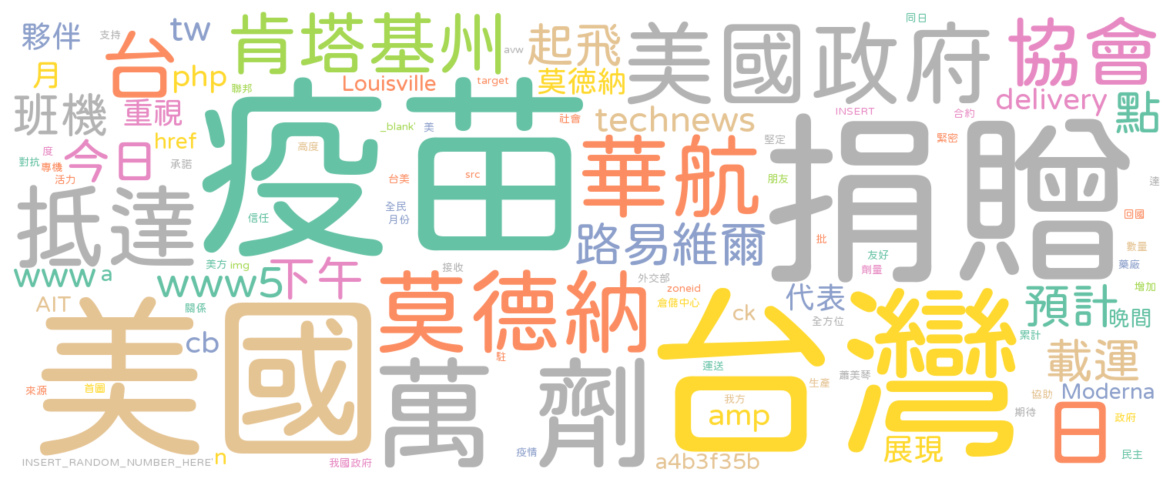 夥伴
支持
tw
肯塔基州
同日
起飛
美國政府
協會
台
avw
月
php
聯邦
Louisville
target
莫徳納
delivery
班機
重視
INSERT
合約
點
href
_blank'
美
社會
technews
堅定
緊密
度
今日
高度
疫苗
華航
捐贈
對抗
專機
承諾
活力
src
台美
朋友
連
抵達
信任
全民
月份
路易維爾
批
回國
數量
www
a
美方
img
下午
接收
外交部
友好
劑量
藥廠
www5
zoneid
增加
AIT
關係
莫德納
倉儲中心
代表
預計
晚間
美國
cb
ck
全方位
台灣
累計
駐
載運
萬劑
運送
蕭美琴
來源
首圖
生產
Moderna
我方
協助
amp
期待
日
政府
展現
INSERT_RANDOM_NUMBER_HERE'
n
我國政府
疫情
a4b3f35b
民主